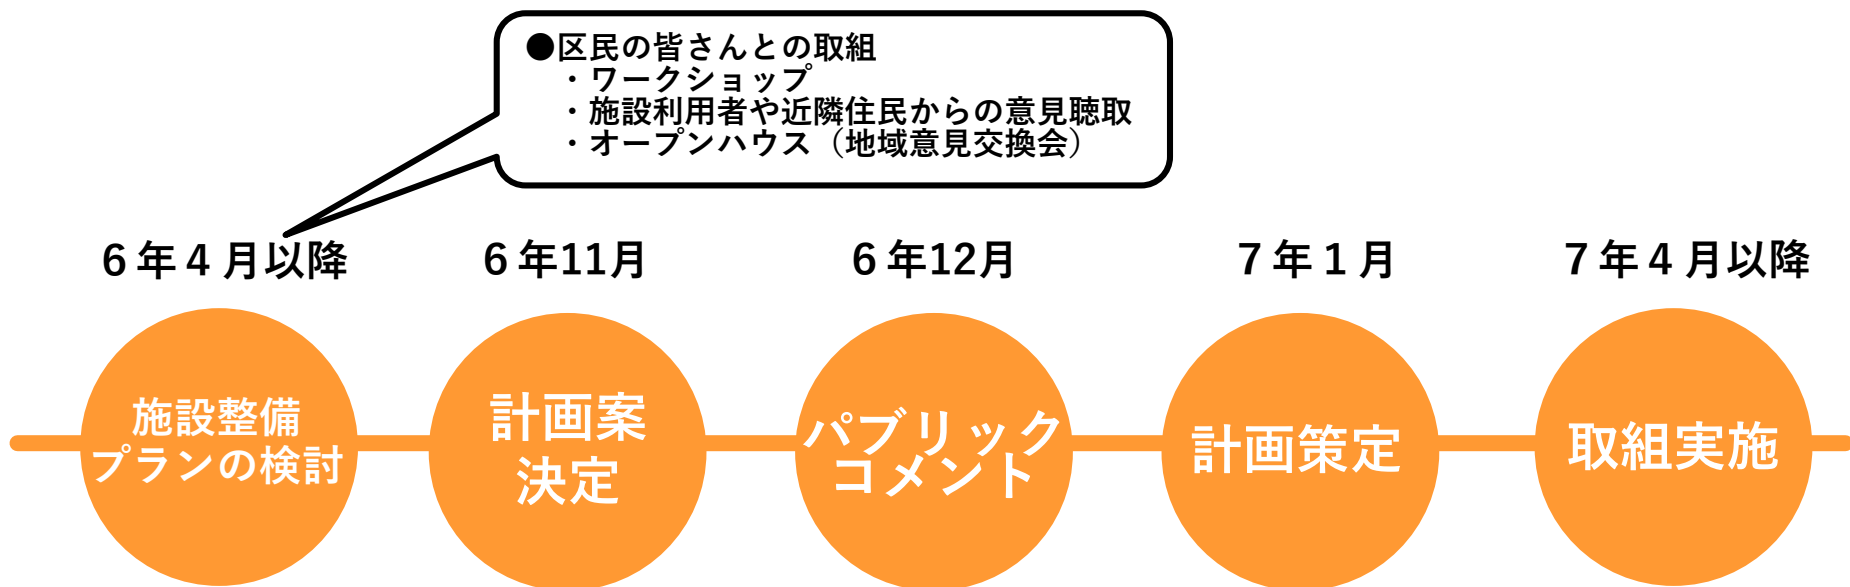 ●区民の皆さんとの取組
・ワークショップ
・施設利用者や近隣住民からの意見聴取
・オープンハウス（地域意見交換会）
６年４月以降
６年11月
６年12月
７年１月
７年４月以降
施設整備
プランの検討
計画案
決定
パブリック
コメント
計画策定
取組実施